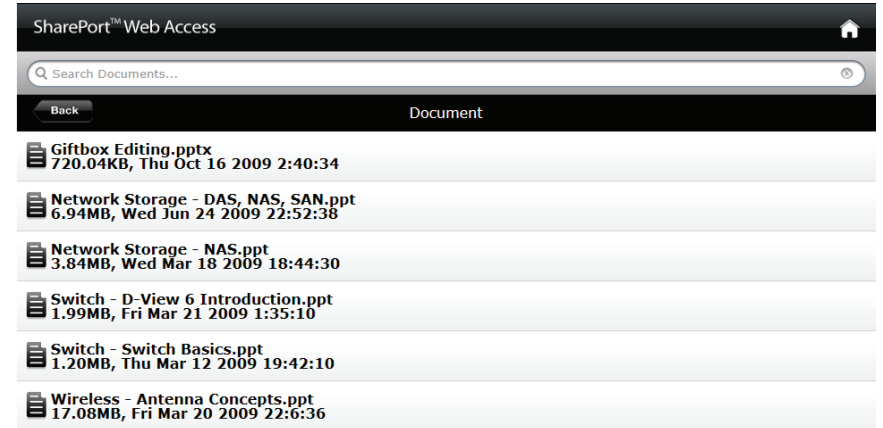 SharePort™ Web Access
Search Documents...
Back
Document
Giftbox Editing.pptx
720.04KB, Thu Oct 16 2009 2:40:34
Network Storage - DAS, NAS, SAN.ppt
6.94MB, Wed Jun 24 2009 22:52:38
Network Storage - NAS.ppt
3.84MB, Wed Mar 18 2009 18:44:30
Switch - D-View 6 Introduction.ppt
1.99MB, Fri Mar 21 2009 1:35:10
Switch - Switch Basics.ppt
1.20MB, Thu Mar 12 2009 19:42:10
Wireless - Antenna Concepts.ppt
17.08MB, Fri Mar 20 2009 22:6:36